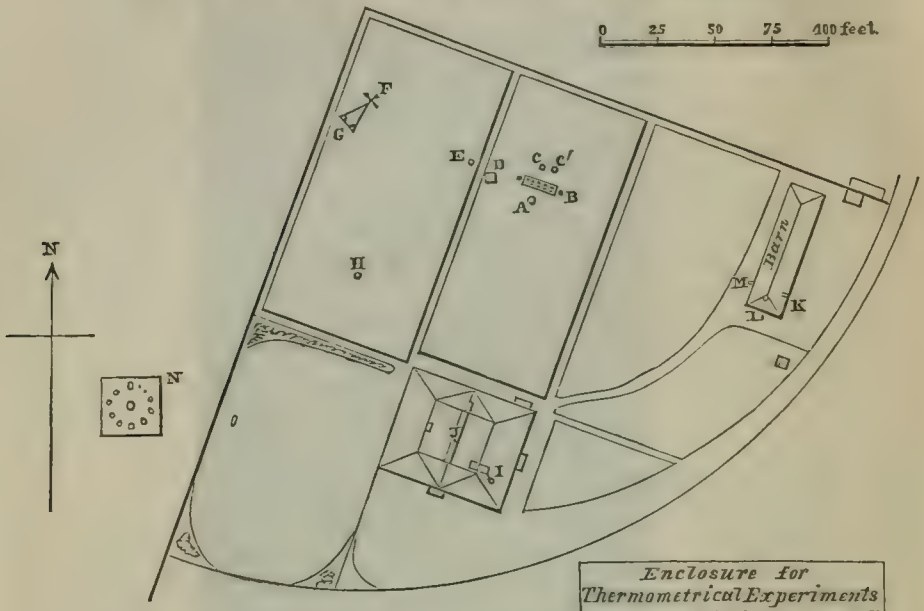 0 25 50 75 100 feet.
F
G
E
D
C C'
A
B
H
N
Barn
M
K
L
N
J
I
Enclosure for
Thermometrical Experiments